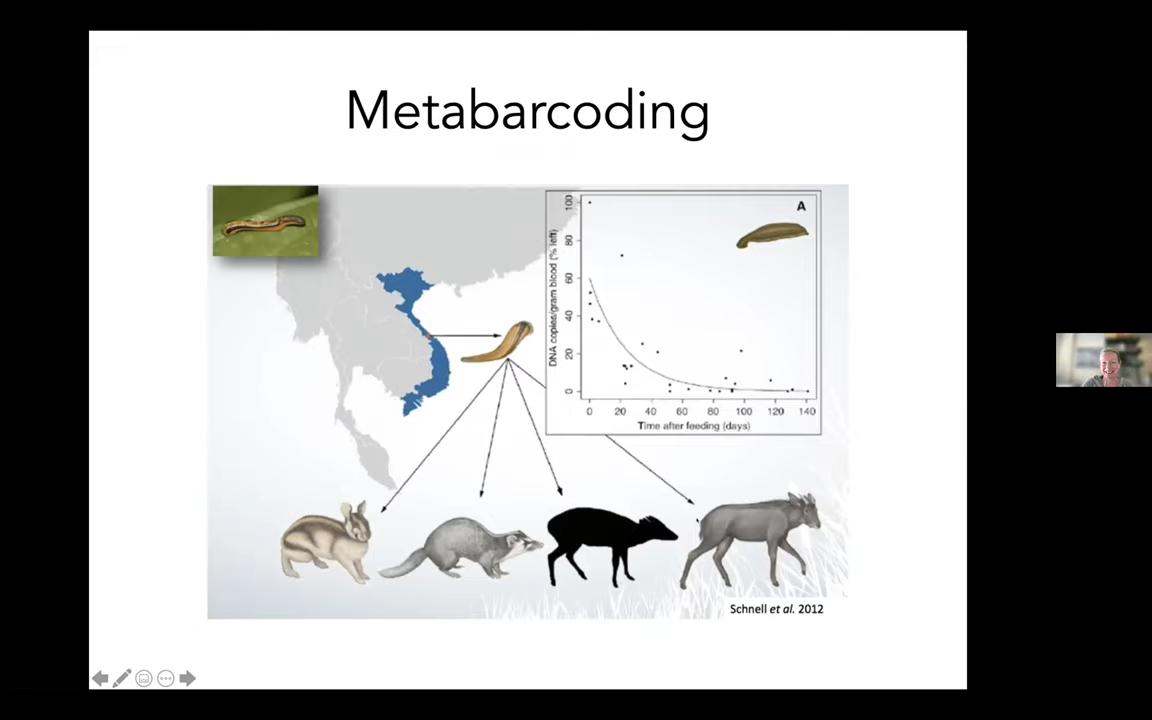 Metabarcoding
A
DNA copies/gram blood (% left)
100
80
60
40
20
0
0 20 40 60 80 100 120 140
Time after feeding (days)
Schnell et al. 2012